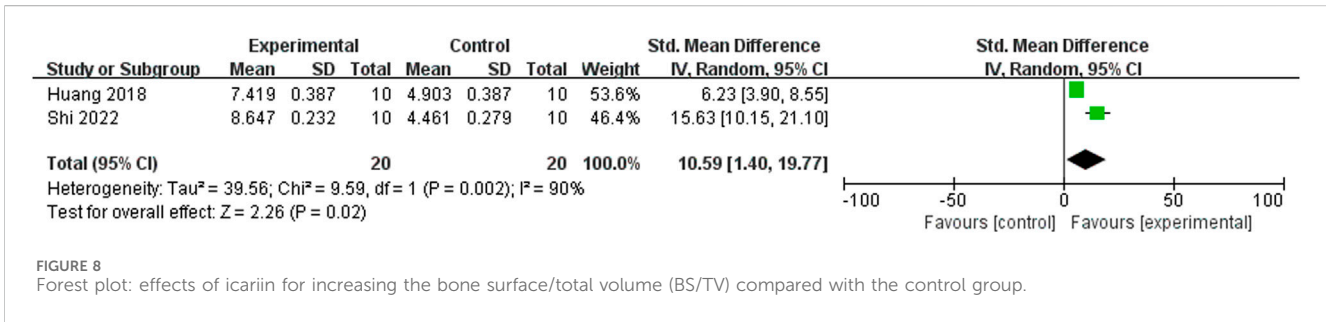 Experimental Control Std. Mean Difference Std. Mean Difference
Study or Subgroup Mean SD Total Mean SD Total Weight IV, Random, 95% CI IV, Random, 95% CI
Huang 2018 7.419 0.387 10 4.903 0.387 10 53.6% 6.23 [3.90, 8.55]
Shi 2022 8.647 0.232 10 4.461 0.279 10 46.4% 15.63 [10.15, 21.10]
Total (95% CI) 20 20 100.0% 10.59 [1.40, 19.77]
Heterogeneity: Tau² = 39.56; Chi² = 9.59, df = 1 (P = 0.002); I² = 90%
Test for overall effect: Z = 2.26 (P = 0.02)
-100 -50 0 50 100
Favours [control] Favours [experimental]
FIGURE 8
Forest plot: effects of icariin for increasing the bone surface/total volume (BS/TV) compared with the control group.